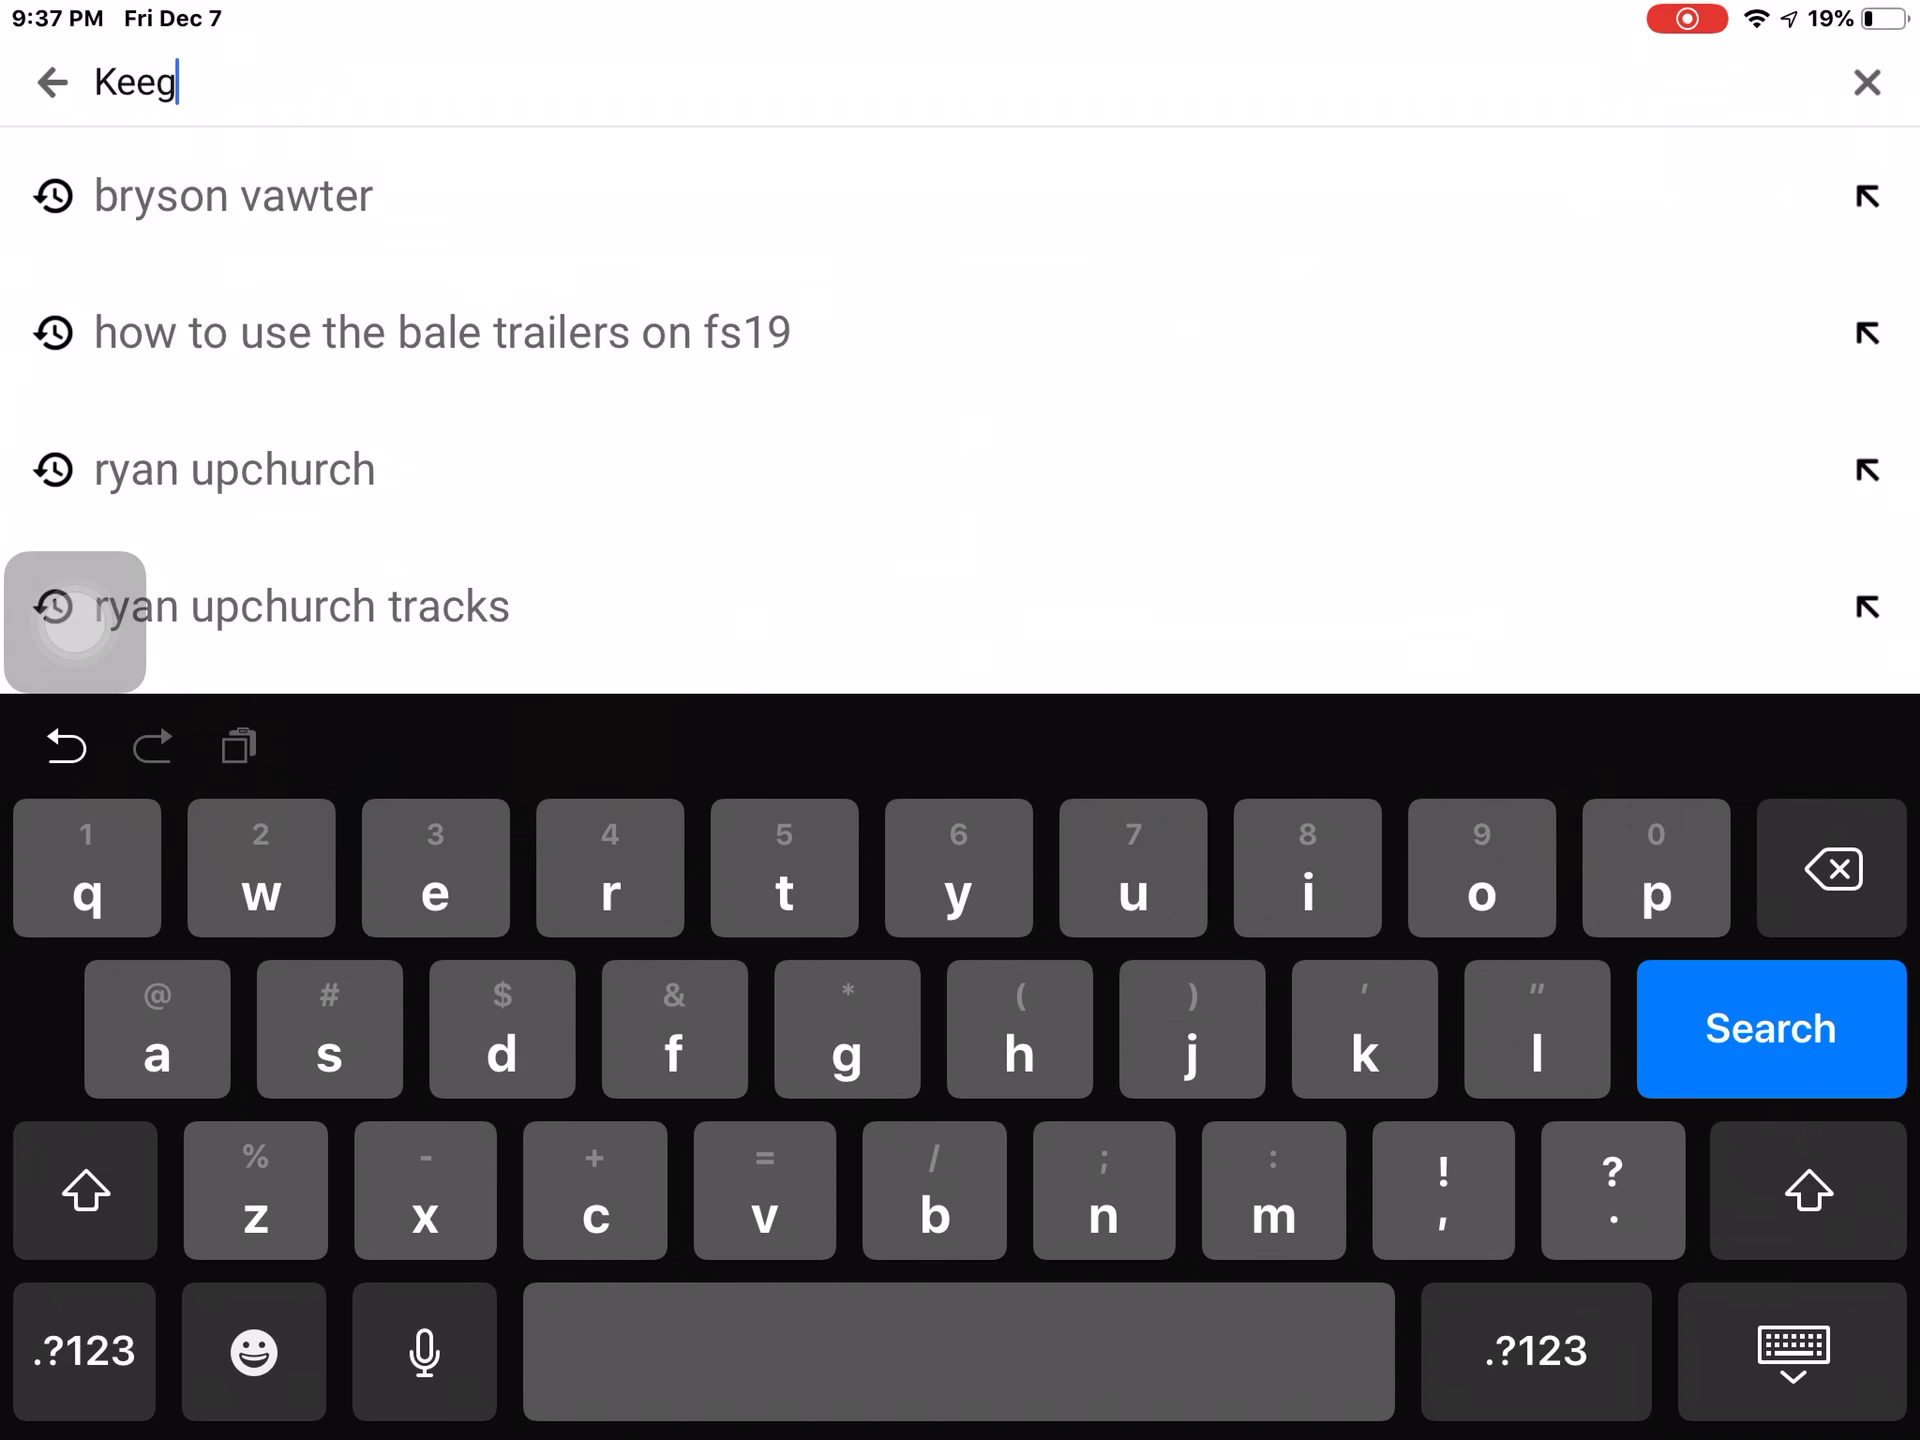 9:37 PM Fri Dec 7 19%
Keeg
bryson vawter
how to use the bale trailers on fs19
ryan upchurch
ryan upchurch tracks
1 2 3 4 5 6 7 8 9 0
q w e r t y u i o p
@ # $ & * ( ) ' "
a s d f g h j k l Search
% - + = / ; : ! ?
z x c v b n m , .
.?123 .?123